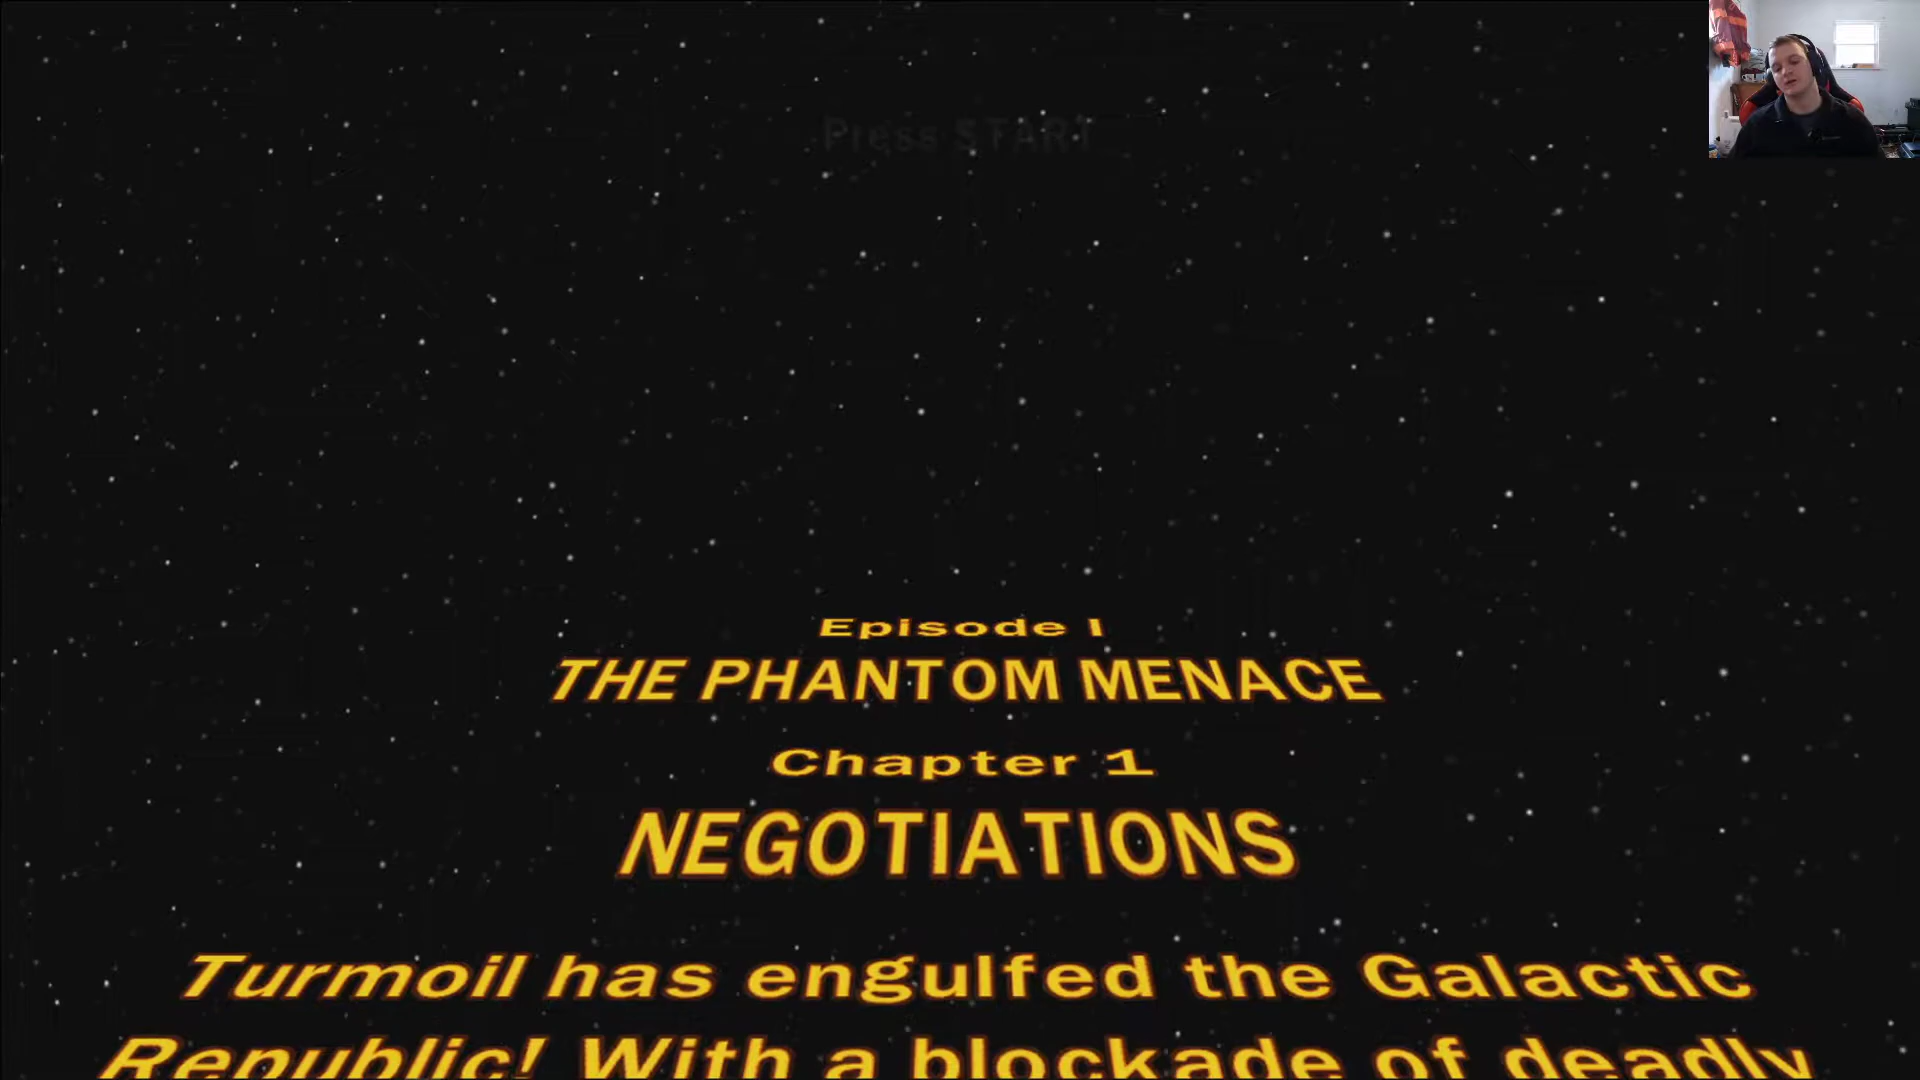 Press START
Episode I
THE PHANTOM MENACE
Chapter 1
NEGOTIATIONS
Turmoil has engulfed the Galactic
Republic! With a blockade of deadly